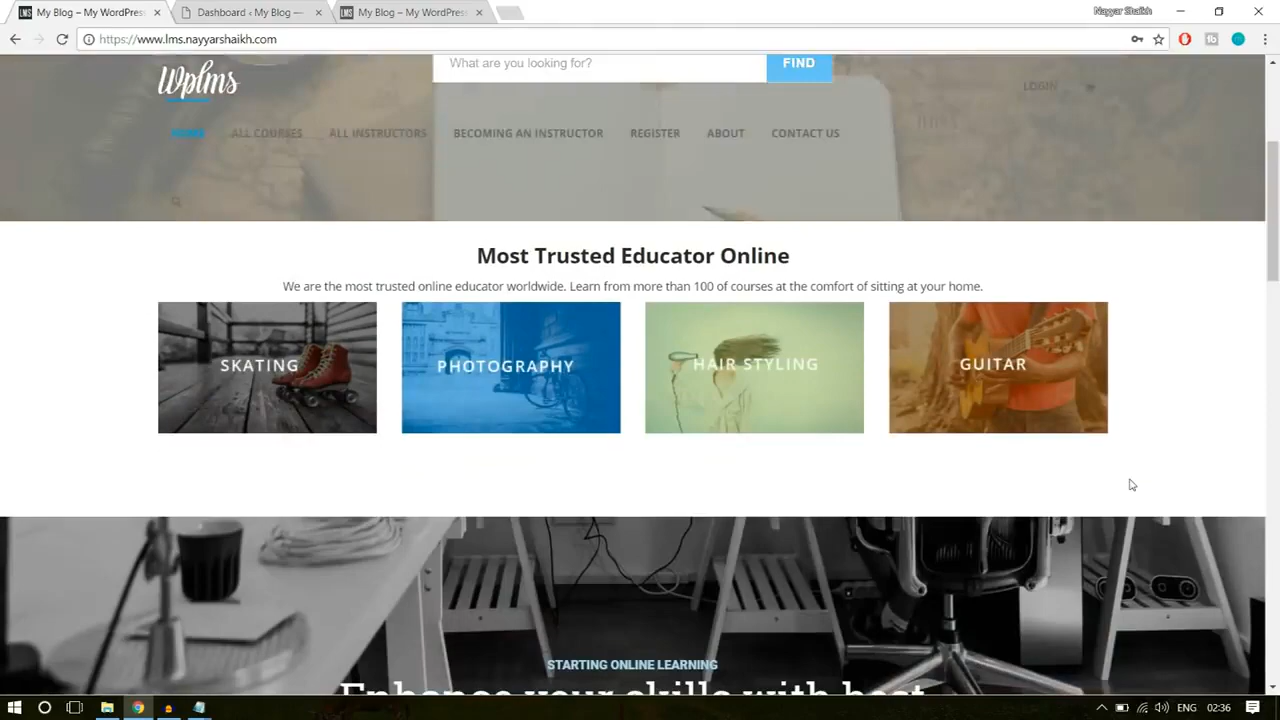 My Blog – My WordPres
Dashboard ‹ My Blog —
My Blog – My WordPres
Nayyar Shaikh
https://www.lms.nayyarshaikh.com
Wplms
What are you looking for?
FIND
LOGIN
HOME
ALL COURSES
ALL INSTRUCTORS
BECOMING AN INSTRUCTOR
REGISTER
ABOUT
CONTACT US
Most Trusted Educator Online
We are the most trusted online educator worldwide. Learn from more than 100 of courses at the comfort of sitting at your home.
SKATING
PHOTOGRAPHY
HAIR STYLING
GUITAR
STARTING ONLINE LEARNING
Enhance your skills with best
ENG
02:36